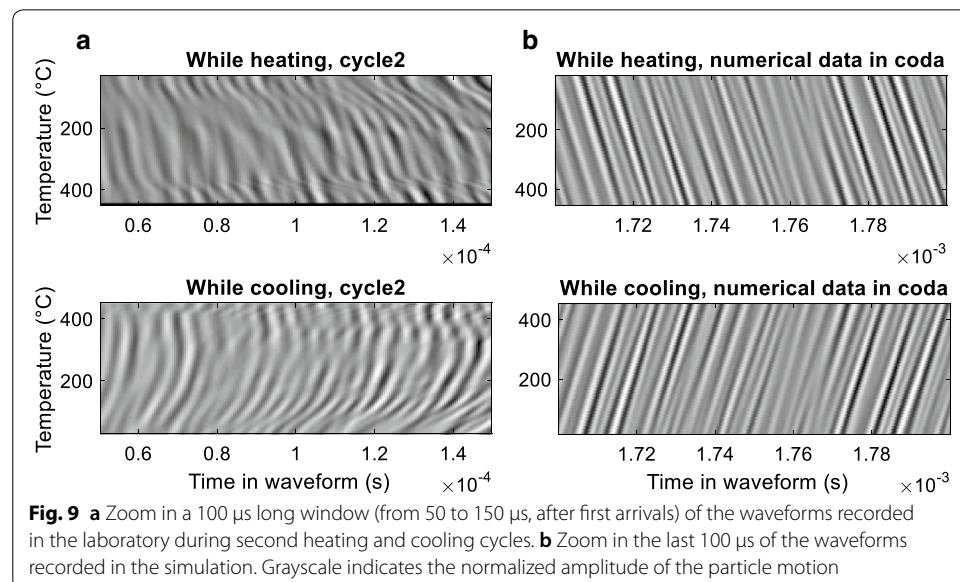 a
While heating, cycle2
Temperature (°C)
200
400
0.6 0.8 1 1.2 1.4
×10-4
While cooling, cycle2
Temperature (°C)
400
200
0.6 0.8 1 1.2 1.4
Time in waveform (s) ×10-4
b
While heating, numerical data in coda
200
400
1.72 1.74 1.76 1.78
×10-3
While cooling, numerical data in coda
400
200
1.72 1.74 1.76 1.78
Time in waveform (s) ×10-3
Fig. 9 a Zoom in a 100 μs long window (from 50 to 150 μs, after first arrivals) of the waveforms recorded
in the laboratory during second heating and cooling cycles. b Zoom in the last 100 μs of the waveforms
recorded in the simulation. Grayscale indicates the normalized amplitude of the particle motion